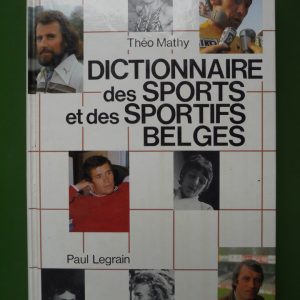 Théo Mathy
DICTIONNAIRE
des SPORTS
et des SPORTIFS
BELGES
Paul Legrain